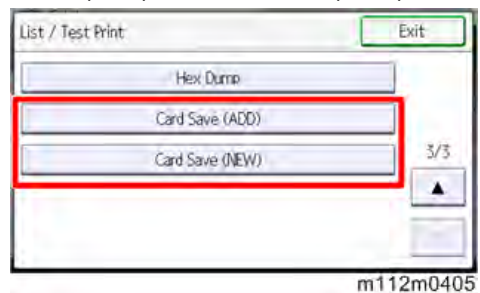 List / Test Print
Exit
Hex Dump
Card Save (ADD)
Card Save (NEW)
3/3
▲
m112m0405